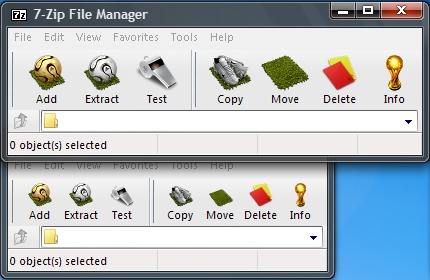 7-Zip File Manager
File Edit View Favorites Tools Help
Add Extract Test Copy Move Delete Info
0 object(s) selected
File Edit View Favorites Tools Help
Add Extract Test Copy Move Delete Info
0 object(s) selected